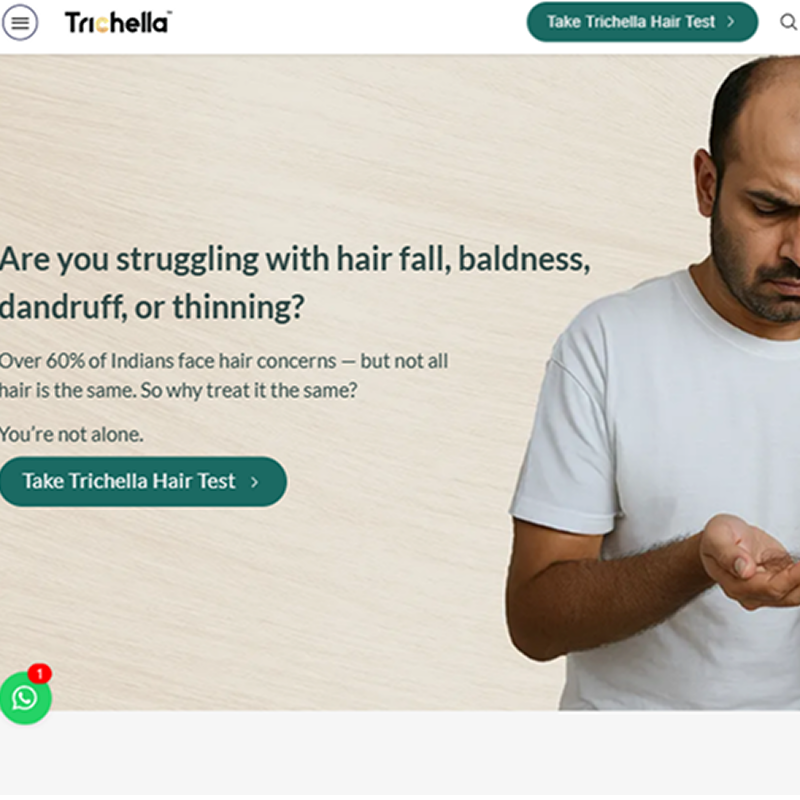 Trichella™
Take Trichella Hair Test
Are you struggling with hair fall, baldness,
dandruff, or thinning?
Over 60% of Indians face hair concerns — but not all
hair is the same. So why treat it the same?
You're not alone.
Take Trichella Hair Test
1